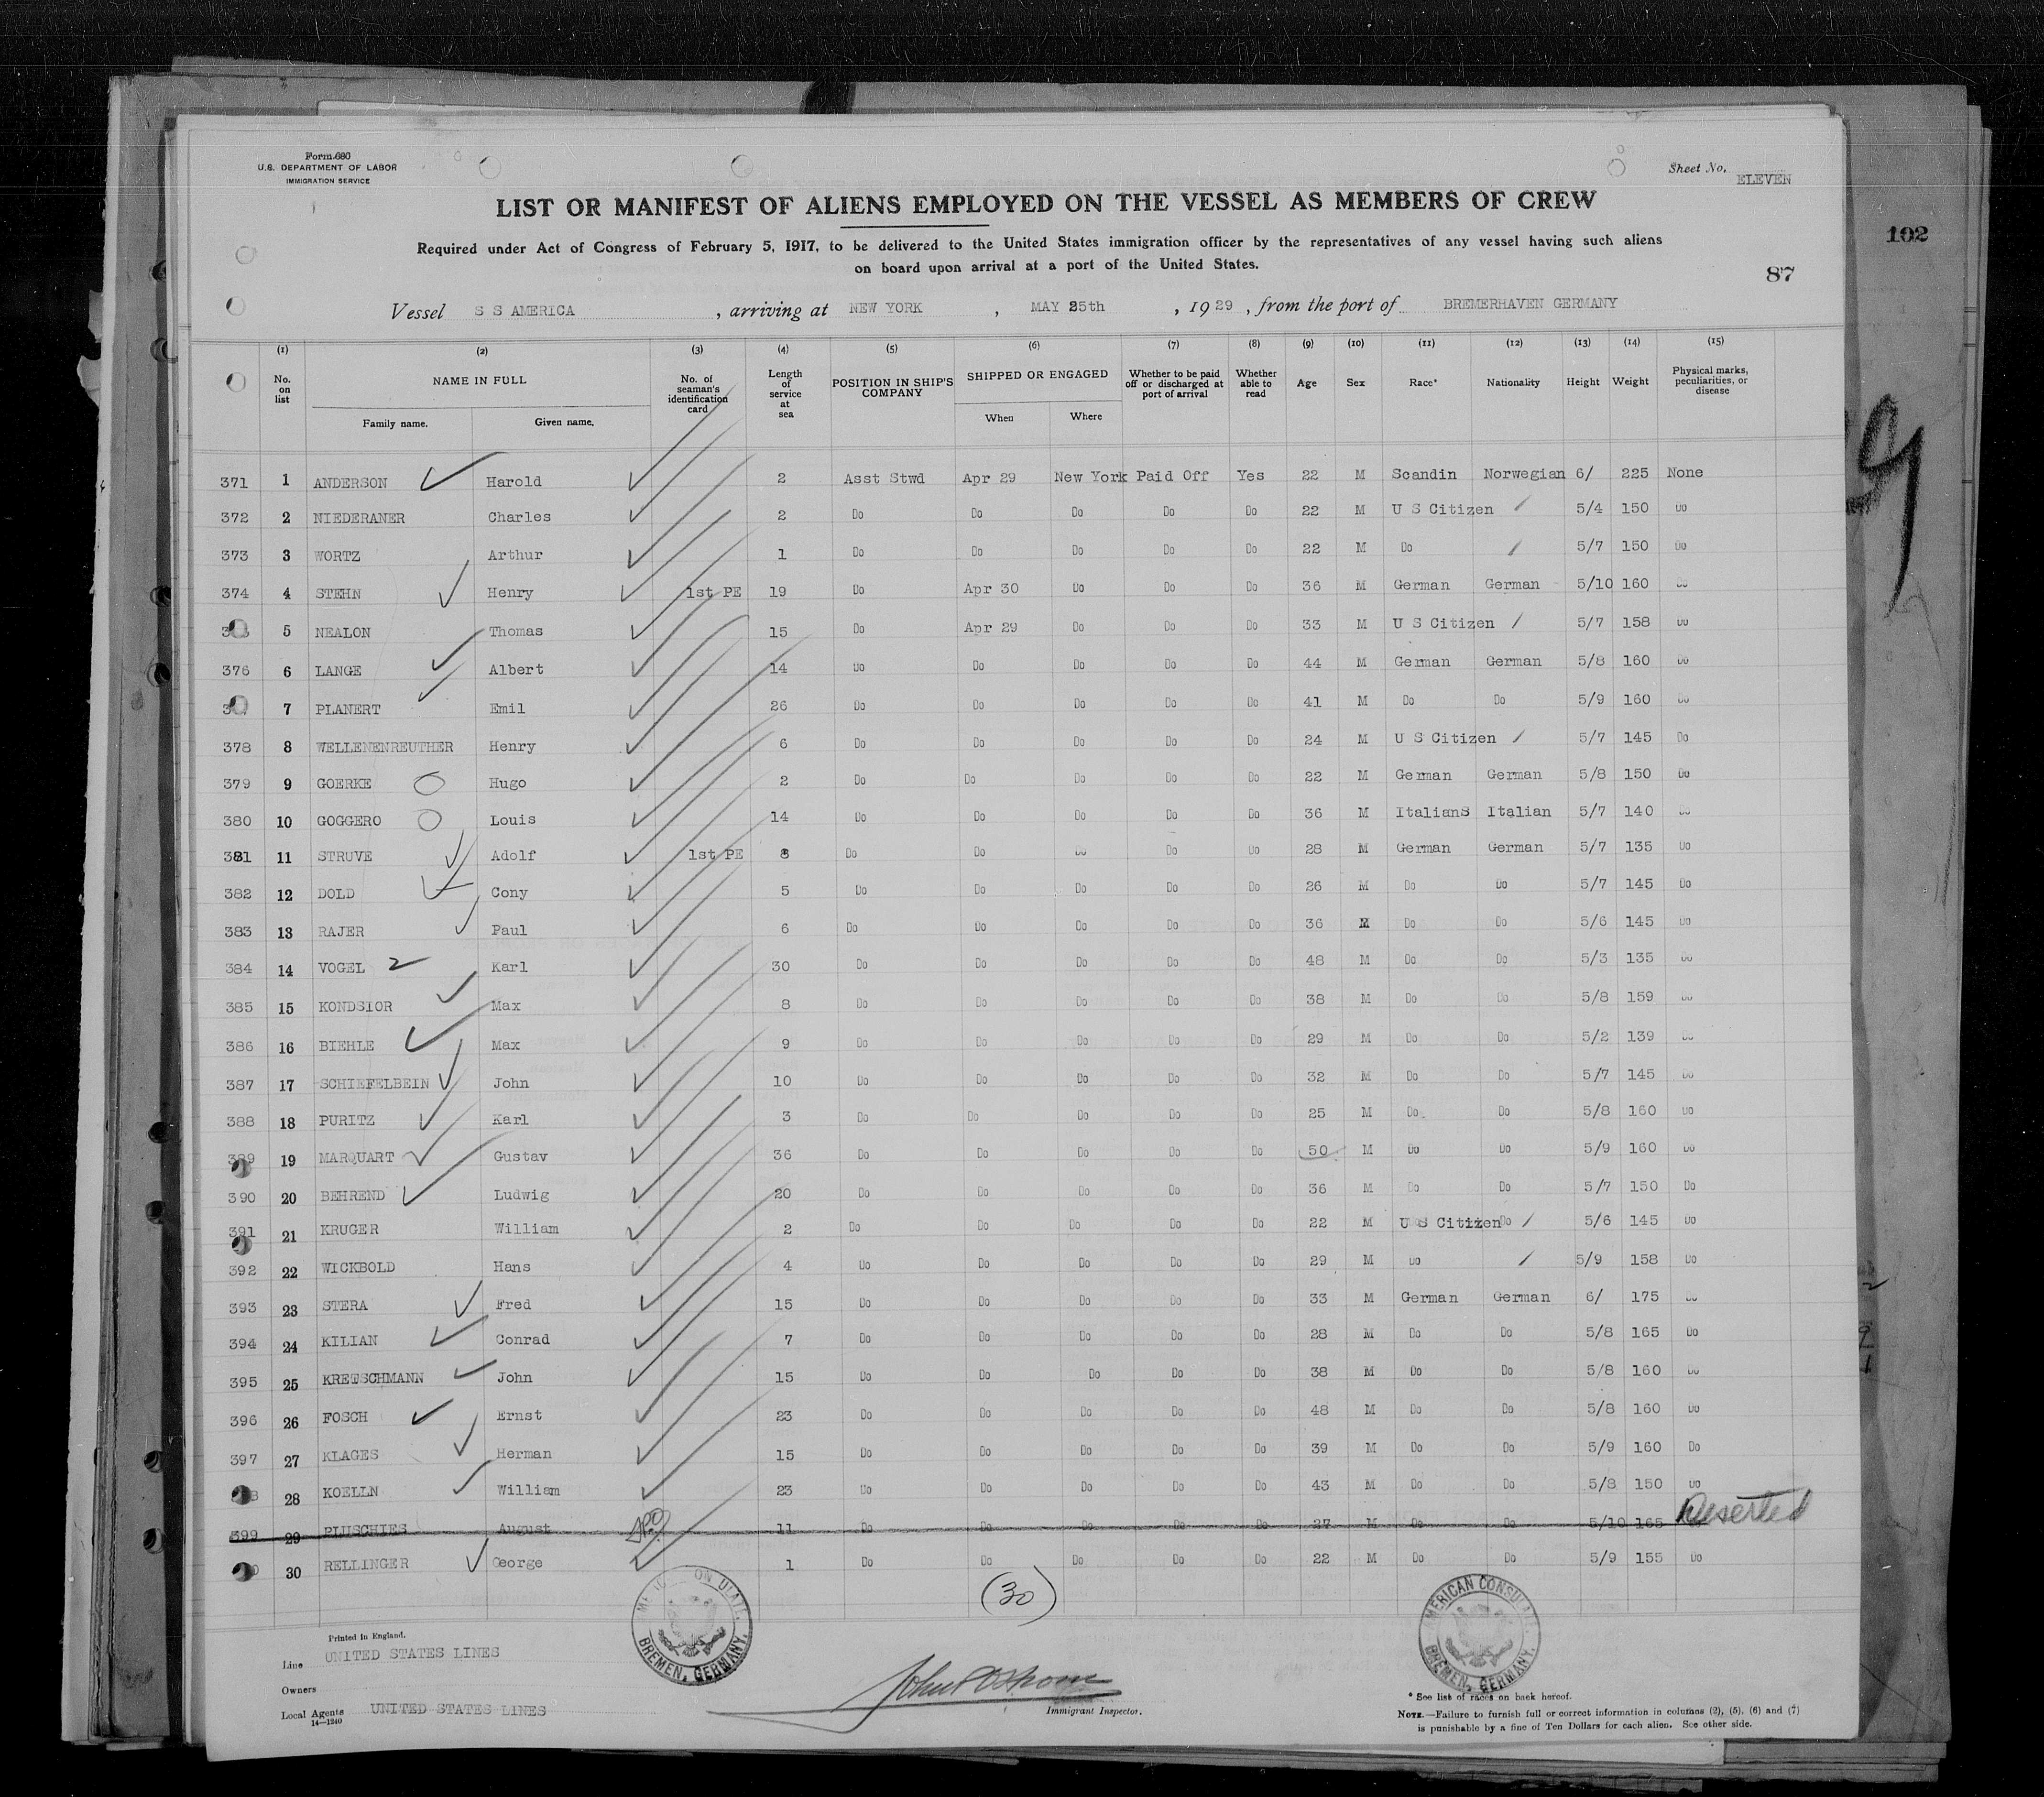 Form 680
U.S. DEPARTMENT OF LABOR
IMMIGRATION SERVICE
Sheet No. ELEVEN
LIST OR MANIFEST OF ALIENS EMPLOYED ON THE VESSEL AS MEMBERS OF CREW
Required under Act of Congress of February 5, 1917, to be delivered to the United States immigration officer by the representatives of any vessel having such aliens
on board upon arrival at a port of the United States.
102
87
Vessel S S AMERICA, arriving at NEW YORK, MAY 25th, 1929, from the port of BREMERHAVEN GERMANY
(1) (2) (3) (4) (5) (6) (7) (8) (9) (10) (11) (12) (13) (14) (15)
No. on list NAME IN FULL Family name. Given name. No. of seaman's identification card Length of service at sea POSITION IN SHIP'S COMPANY SHIPPED OR ENGAGED When Where Whether to be paid off or discharged at port of arrival Whether able to read Age Sex Race* Nationality Height Weight Physical marks, peculiarities, or disease
371 1 ANDERSON Harold 2 Asst Stwd Apr 29 New York Paid Off Yes 22 M Scandin Norwegian 6/ 225 None
372 2 NIEDERANER Charles 2 Do Do Do Do Do 22 M U S Citizen 5/4 150 Do
373 3 WORTZ Arthur 1 Do Do Do Do Do 22 M Do 5/7 150 Do
374 4 STEHN Henry 1st PE 19 Do Apr 30 Do Do Do 36 M German German 5/10 160 Do
5 NEALON Thomas 15 Do Apr 29 Do Do Do 33 M U S Citizen 5/7 158 Do
376 6 LANGE Albert 14 Do Do Do Do Do 44 M German German 5/8 160 Do
7 PLANERT Emil 26 Do Do Do Do Do 41 M Do Do 5/9 160 Do
378 8 WELLENENREUTHER Henry 6 Do Do Do Do Do 24 M U S Citizen 5/7 145 Do
379 9 GOERKE Hugo 2 Do Do Do Do Do 22 M German German 5/8 150 Do
380 10 GOGGERO Louis 14 Do Do Do Do Do 36 M ItalianS Italian 5/7 140 Do
381 11 STRUVE Adolf 1st PE 8 Do Do Do Do Do 28 M German German 5/7 135 Do
382 12 DOLD Cony 5 Do Do Do Do Do 26 M Do Do 5/7 145 Do
383 13 RAJER Paul 6 Do Do Do Do Do 36 M Do Do 5/6 145 Do
384 14 VOGEL 2 Karl 30 Do Do Do Do Do 48 M Do Do 5/3 135 Do
385 15 KONDSIOR Max 8 Do Do Do Do Do 38 M Do Do 5/8 159 Do
386 16 BIEHLE Max 9 Do Do Do Do Do 29 M Do Do 5/2 139 Do
387 17 SCHIEFELBEIN John 10 Do Do Do Do Do 32 M Do Do 5/7 145 Do
388 18 PURITZ Karl 3 Do Do Do Do Do 25 M Do Do 5/8 160 Do
389 19 MARQUART Gustav 36 Do Do Do Do Do 50 M Do Do 5/9 160 Do
390 20 BEHREND Ludwig 20 Do Do Do Do Do 36 M Do Do 5/7 150 Do
391 21 KRUGER William 2 Do Do Do Do Do 22 M U S Citizen Do 5/6 145 Do
392 22 WICKBOLD Hans 4 Do Do Do Do Do 29 M Do 5/9 158 Do
393 23 STERA Fred 15 Do Do Do Do Do 33 M German German 6/ 175 Do
394 24 KILIAN Conrad 7 Do Do Do Do Do 28 M Do Do 5/8 165 Do
395 25 KRETSCHMANN John 15 Do Do Do Do Do 38 M Do Do 5/8 160 Do
396 26 FOSCH Ernst 23 Do Do Do Do Do 48 M Do Do 5/8 160 Do
397 27 KLAGES Herman 15 Do Do Do Do Do 39 M Do Do 5/9 160 Do
28 KOELLN William 23 Do Do Do Do Do 43 M Do Do 5/8 150 Do
399 29 PLUSCHIES August 11 Do Do Do Do Do 27 M Do Do 5/10 165 Deserted
30 RELLINGER George 1 Do Do Do Do Do 22 M Do Do 5/9 155 Do
(30)
Printed in England.
Line UNITED STATES LINES
Owners
Local Agents UNITED STATES LINES
14—1240
BREMEN, GERMANY.
Immigrant Inspector.
AMERICAN CONSULATE BREMEN, GERMANY.
* See list of races on back hereof.
NOTE.—Failure to furnish full or correct information in columns (2), (5), (6) and (7)
is punishable by a fine of Ten Dollars for each alien. See other side.